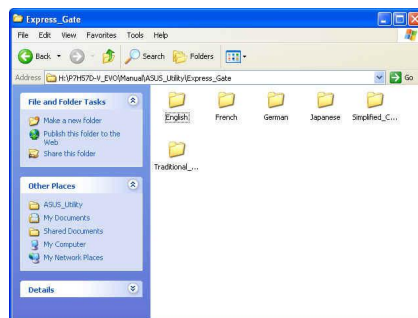 Express_Gate
File Edit View Favorites Tools Help
Back Search Folders
Address H:\P7H57D-V_EVO\Manual\ASUS_Utility\Express_Gate Go
File and Folder Tasks
Make a new folder
Publish this folder to the
Web
Share this folder
Other Places
ASUS_Utility
My Documents
Shared Documents
My Computer
My Network Places
Details
English French German Japanese Simplified_C...
Traditional_...